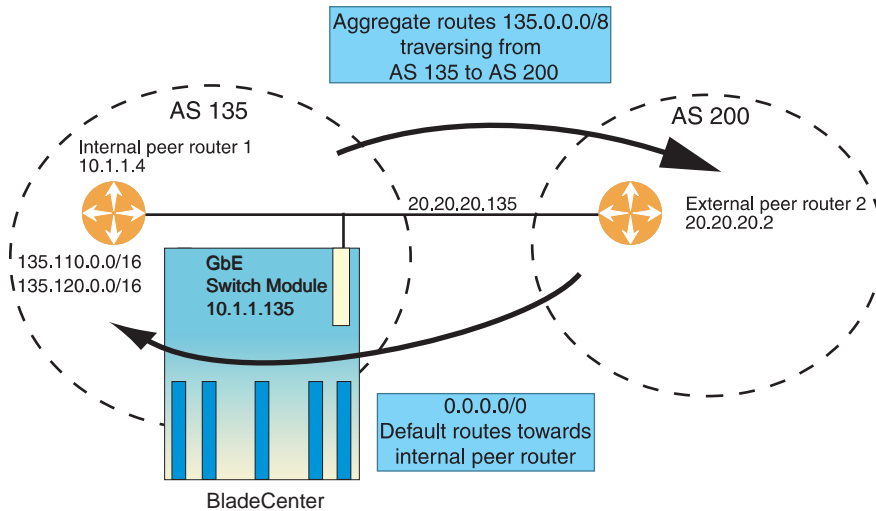 Aggregate routes 135.0.0.0/8
traversing from
AS 135 to AS 200
AS 135
AS 200
Internal peer router 1
10.1.1.4
20.20.20.135
External peer router 2
20.20.20.2
135.110.0.0/16
135.120.0.0/16
GbE
Switch Module
10.1.1.135
0.0.0.0/0
Default routes towards
internal peer router
BladeCenter